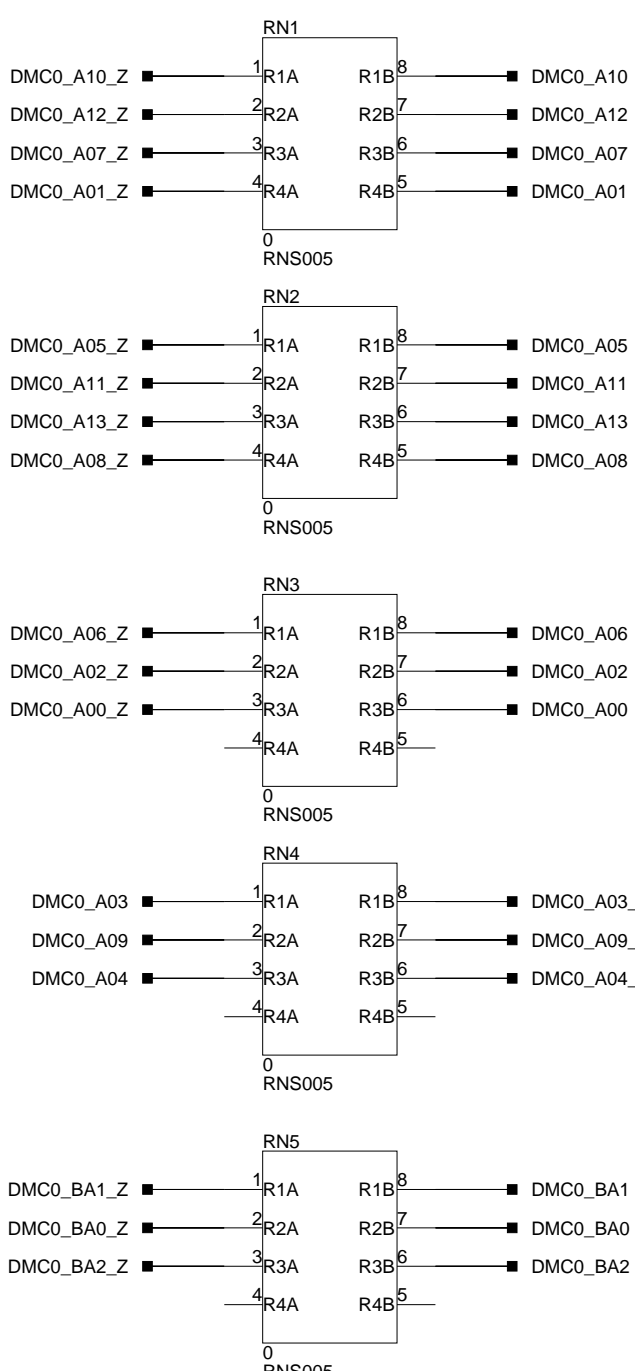 RN1
DMC0_A10_Z 1 R1A R1B 8 DMC0_A10
DMC0_A12_Z 2 R2A R2B 7 DMC0_A12
DMC0_A07_Z 3 R3A R3B 6 DMC0_A07
DMC0_A01_Z 4 R4A R4B 5 DMC0_A01
0
RNS005
RN2
DMC0_A05_Z 1 R1A R1B 8 DMC0_A05
DMC0_A11_Z 2 R2A R2B 7 DMC0_A11
DMC0_A13_Z 3 R3A R3B 6 DMC0_A13
DMC0_A08_Z 4 R4A R4B 5 DMC0_A08
0
RNS005
RN3
DMC0_A06_Z 1 R1A R1B 8 DMC0_A06
DMC0_A02_Z 2 R2A R2B 7 DMC0_A02
DMC0_A00_Z 3 R3A R3B 6 DMC0_A00
4 R4A R4B 5
0
RNS005
RN4
DMC0_A03 1 R1A R1B 8 DMC0_A03_
DMC0_A09 2 R2A R2B 7 DMC0_A09_
DMC0_A04 3 R3A R3B 6 DMC0_A04_
4 R4A R4B 5
0
RNS005
RN5
DMC0_BA1_Z 1 R1A R1B 8 DMC0_BA1
DMC0_BA0_Z 2 R2A R2B 7 DMC0_BA0
DMC0_BA2_Z 3 R3A R3B 6 DMC0_BA2
4 R4A R4B 5
0
RNS005